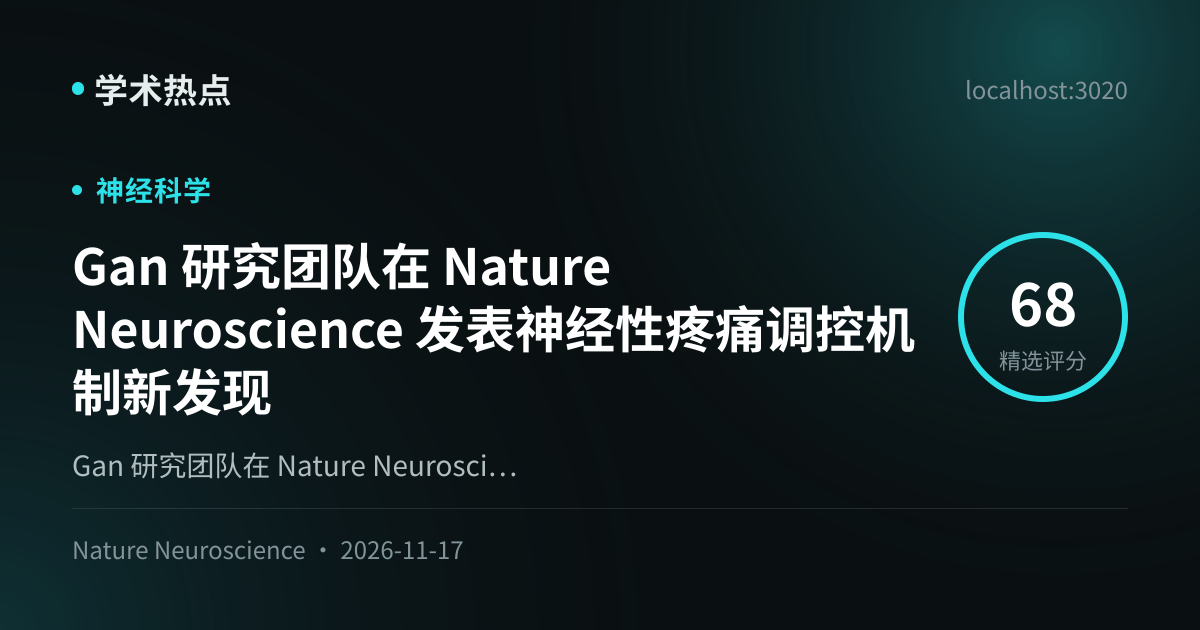 学术热点
localhost:3020
神经科学
Gan 研究团队在 Nature
Neuroscience 发表神经性疼痛调控机
制新发现
68
精选评分
Gan 研究团队在 Nature Neurosci…
Nature Neuroscience · 2026-11-17